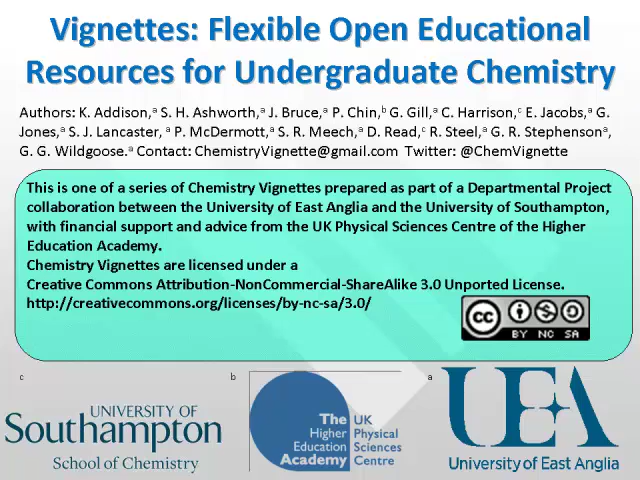 Vignettes: Flexible Open Educational
Resources for Undergraduate Chemistry
Authors: K. Addison,ᵃ S. H. Ashworth,ᵃ J. Bruce,ᵃ P. Chin,ᵇ G. Gill,ᵃ C. Harrison,ᶜ E. Jacobs,ᵃ G.
Jones,ᵃ S. J. Lancaster, ᵃ P. McDermott,ᵃ S. R. Meech,ᵃ D. Read,ᶜ R. Steel,ᵃ G. R. Stephensonᵃ,
G. G. Wildgoose.ᵃ Contact: ChemistryVignette@gmail.com Twitter: @ChemVignette
This is one of a series of Chemistry Vignettes prepared as part of a Departmental Project
collaboration between the University of East Anglia and the University of Southampton,
with financial support and advice from the UK Physical Sciences Centre of the Higher
Education Academy.
Chemistry Vignettes are licensed under a
Creative Commons Attribution-NonCommercial-ShareAlike 3.0 Unported License.
http://creativecommons.org/licenses/by-nc-sa/3.0/
cc
BY NC SA
c
UNIVERSITY OF
Southampton
School of Chemistry
b
The UK
Higher Physical
Education Sciences
Academy Centre
a
UEA
University of East Anglia